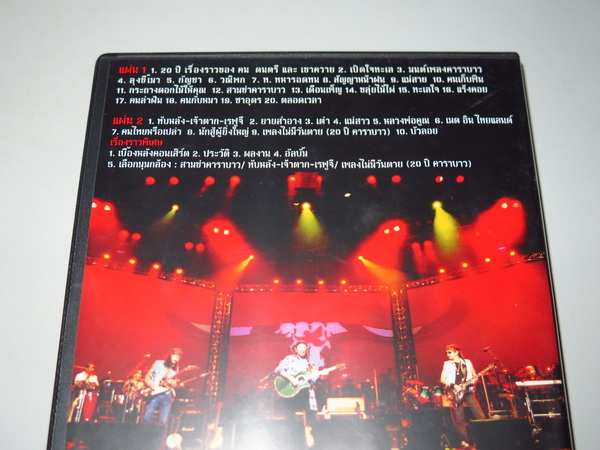 แผ่น 1 1. 20 ปี เรื่องราวของ คน ดนตรี และ เขาควาย 2. เปิดใจทะเล 3. มนต์เพลงคาราบาว
4. ลุงขี้เมา 5. กัญชา 6. วณิพก 7. ท. ทหารอดทน 8. สัญญาหน้าฝน 9. แม่สาย 10. คนเก็บฟืน
11. กระถางดอกไม้ให้คุณ 12. สามช่าคาราบาว 13. เดือนเพ็ญ 14. ขลุ่ยไม้ไผ่ 15. ทะเลใจ 16. แร้งคอย
17. คนล่าฝัน 18. คนกับหมา 19. ซาอุดร 20. ตลอดเวลา
แผ่น 2 1. ทับหลัง-เจ้าตาก-เรฟูจี 2. ยายสำอาง 3. เต่า 4. แม่สาว 5. หลวงพ่อคูณ 6. เมด อิน ไทยแลนด์
7. คนไทยหรือเปล่า 8. นักสู้ผู้ยิ่งใหญ่ 9. เพลงไม่มีวันตาย (20 ปี คาราบาว) 10. บัวลอย
เรื่องราวพิเศษ
1. เบื้องหลังคอนเสิร์ต 2. ประวัติ 3. ผลงาน 4. อัลบั้ม
5. เลือกมุมกล้อง : สามช่าคาราบาว/ ทับหลัง-เจ้าตาก-เรฟูจี/ เพลงไม่มีวันตาย (20 ปี คาราบาว)